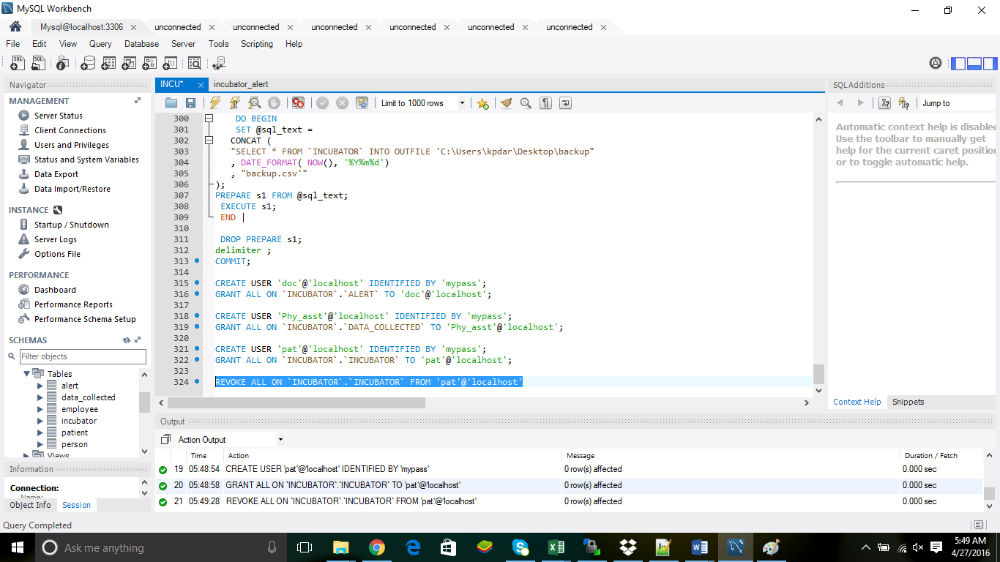 MySQL Workbench
Mysql@localhost:3306
unconnected
unconnected
unconnected
unconnected
unconnected
unconnected
File Edit View Query Database Server Tools Scripting Help
Navigator
MANAGEMENT
Server Status
Client Connections
Users and Privileges
Status and System Variables
Data Export
Data Import/Restore
INSTANCE
Startup / Shutdown
Server Logs
Options File
PERFORMANCE
Dashboard
Performance Reports
Performance Schema Setup
SCHEMAS
Filter objects
Tables
alert
data_collected
employee
incubator
patient
person
Views
Information
Connection:
Name:
Object Info Session
INCU*
incubator_alert
Limit to 1000 rows
300 DO BEGIN
301 SET @sql_text =
302 CONCAT (
303 "SELECT * FROM `INCUBATOR` INTO OUTFILE 'C:\Users\kpdar\Desktop\backup"
304 , DATE_FORMAT( NOW(), '%Y%m%d')
305 , "backup.csv'"
306 );
307 PREPARE s1 FROM @sql_text;
308 EXECUTE s1;
309 END |
310
311 DROP PREPARE s1;
312 delimiter ;
313 COMMIT;
314
315 CREATE USER 'doc'@'localhost' IDENTIFIED BY 'mypass';
316 GRANT ALL ON `INCUBATOR`.`ALERT` TO 'doc'@'localhost';
317
318 CREATE USER 'Phy_asst'@'localhost' IDENTIFIED BY 'mypass';
319 GRANT ALL ON `INCUBATOR`.`DATA_COLLECTED` TO 'Phy_asst'@'localhost';
320
321 CREATE USER 'pat'@'localhost' IDENTIFIED BY 'mypass';
322 GRANT ALL ON `INCUBATOR`.`INCUBATOR` TO 'pat'@'localhost';
323
324 REVOKE ALL ON `INCUBATOR`.`INCUBATOR` FROM 'pat'@'localhost'
SQLAdditions
Jump to
Automatic context help is disabled
Use the toolbar to manually get
help for the current caret position
or to toggle automatic help.
Context Help Snippets
Output
Action Output
Time Action Message Duration / Fetch
19 05:48:54 CREATE USER 'pat'@'localhost' IDENTIFIED BY 'mypass' 0 row(s) affected 0.000 sec
20 05:48:58 GRANT ALL ON `INCUBATOR`.`INCUBATOR` TO 'pat'@'localhost' 0 row(s) affected 0.000 sec
21 05:49:28 REVOKE ALL ON `INCUBATOR`.`INCUBATOR` FROM 'pat'@'localhost' 0 row(s) affected 0.000 sec
Query Completed
Ask me anything
5:49 AM
4/27/2016